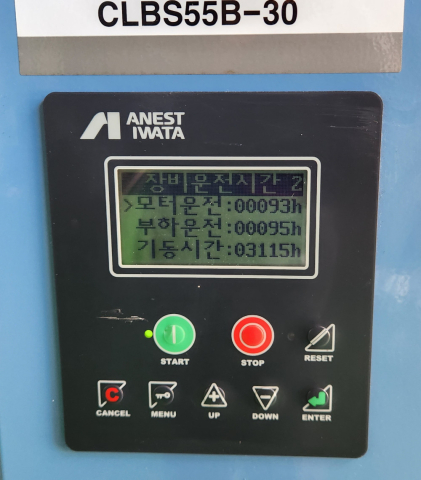 CLBS55B-30
ANEST
IWATA
장비운전시간 2
>모터운전:00093h
부하운전:00095h
기동시간:03115h
START
STOP
RESET
C
CANCEL
MENU
UP
DOWN
ENTER